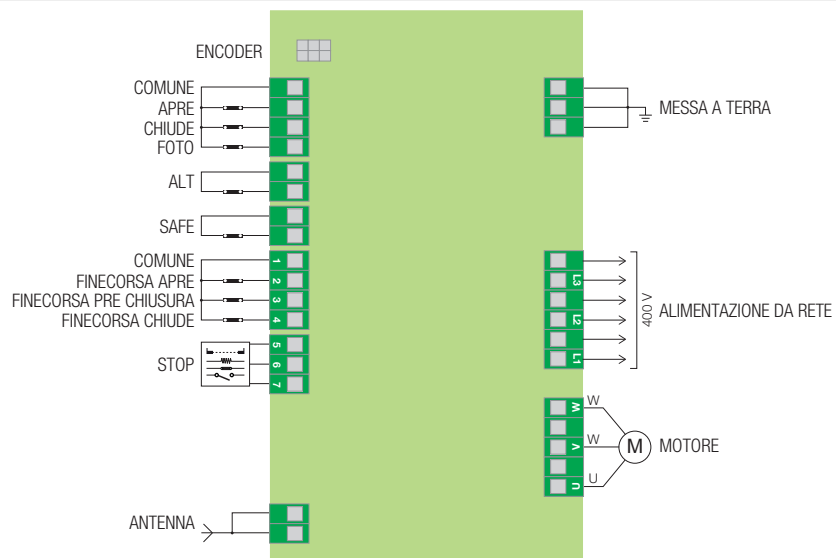 ENCODER
COMUNE
APRE
CHIUDE
FOTO
ALT
SAFE
COMUNE
1
FINECORSA APRE
2
FINECORSA PRE CHIUSURA
3
FINECORSA CHIUDE
4
STOP
5
6
7
ANTENNA
MESSA A TERRA
L3
L2
L1
400 V
ALIMENTAZIONE DA RETE
W
W
V
W
U
U
M
MOTORE